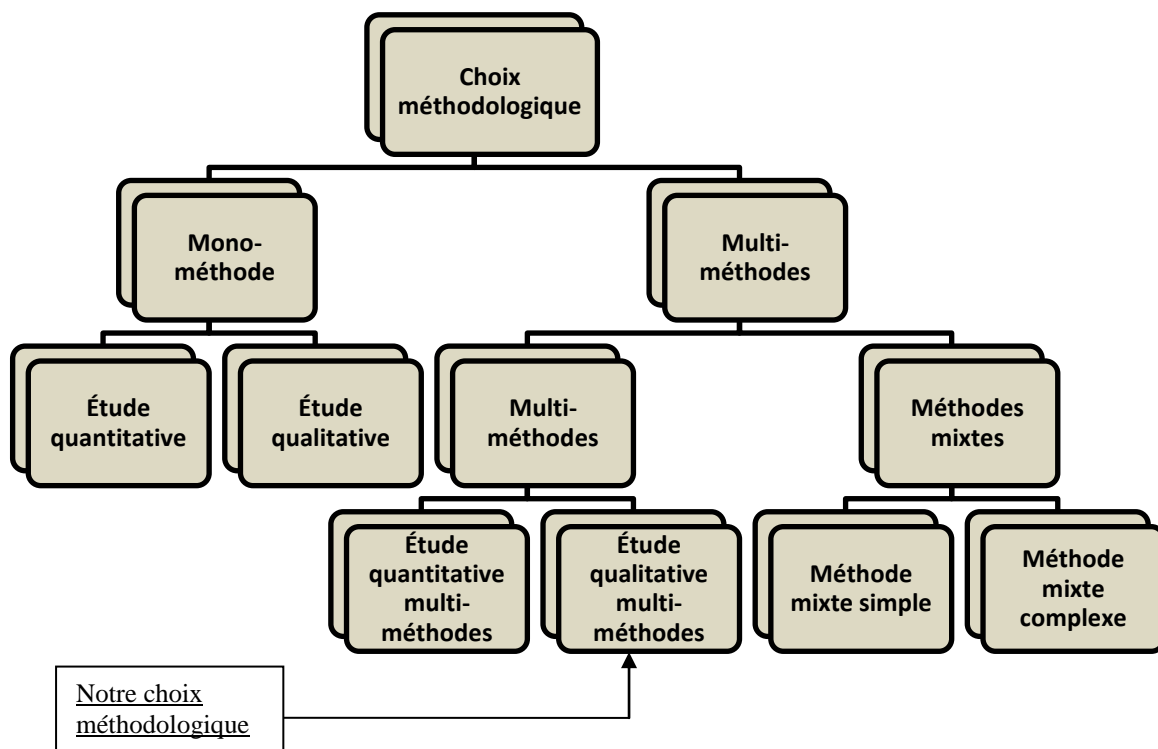 Choix
méthodologique
Mono-
méthode
Multi-
méthodes
Étude
quantitative
Étude
qualitative
Multi-
méthodes
Méthodes
mixtes
Étude
quantitative
multi-
méthodes
Étude
qualitative
multi-
méthodes
Méthode
mixte simple
Méthode
mixte
complexe
Notre choix
méthodologique